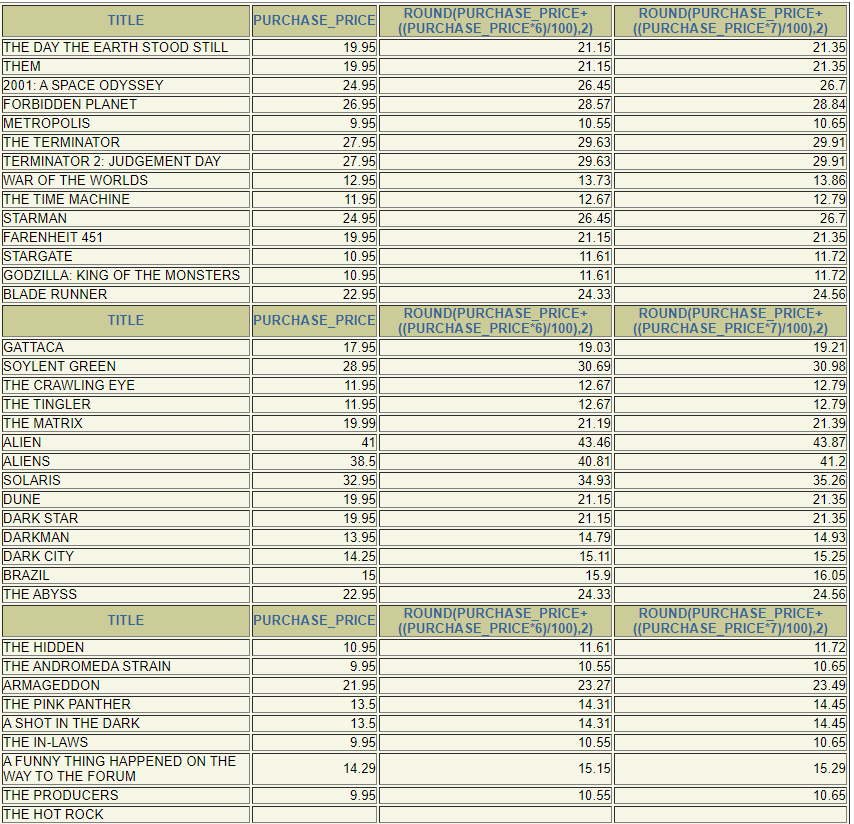 TITLE PURCHASE_PRICE ROUND(PURCHASE_PRICE+ ((PURCHASE_PRICE*6)/100),2) ROUND(PURCHASE_PRICE+ ((PURCHASE_PRICE*7)/100),2)
THE DAY THE EARTH STOOD STILL 19.95 21.15 21.35
THEM 19.95 21.15 21.35
2001: A SPACE ODYSSEY 24.95 26.45 26.7
FORBIDDEN PLANET 26.95 28.57 28.84
METROPOLIS 9.95 10.55 10.65
THE TERMINATOR 27.95 29.63 29.91
TERMINATOR 2: JUDGEMENT DAY 27.95 29.63 29.91
WAR OF THE WORLDS 12.95 13.73 13.86
THE TIME MACHINE 11.95 12.67 12.79
STARMAN 24.95 26.45 26.7
FARENHEIT 451 19.95 21.15 21.35
STARGATE 10.95 11.61 11.72
GODZILLA: KING OF THE MONSTERS 10.95 11.61 11.72
BLADE RUNNER 22.95 24.33 24.56
TITLE PURCHASE_PRICE ROUND(PURCHASE_PRICE+ ((PURCHASE_PRICE*6)/100),2) ROUND(PURCHASE_PRICE+ ((PURCHASE_PRICE*7)/100),2)
GATTACA 17.95 19.03 19.21
SOYLENT GREEN 28.95 30.69 30.98
THE CRAWLING EYE 11.95 12.67 12.79
THE TINGLER 11.95 12.67 12.79
THE MATRIX 19.99 21.19 21.39
ALIEN 41 43.46 43.87
ALIENS 38.5 40.81 41.2
SOLARIS 32.95 34.93 35.26
DUNE 19.95 21.15 21.35
DARK STAR 19.95 21.15 21.35
DARKMAN 13.95 14.79 14.93
DARK CITY 14.25 15.11 15.25
BRAZIL 15 15.9 16.05
THE ABYSS 22.95 24.33 24.56
TITLE PURCHASE_PRICE ROUND(PURCHASE_PRICE+ ((PURCHASE_PRICE*6)/100),2) ROUND(PURCHASE_PRICE+ ((PURCHASE_PRICE*7)/100),2)
THE HIDDEN 10.95 11.61 11.72
THE ANDROMEDA STRAIN 9.95 10.55 10.65
ARMAGEDDON 21.95 23.27 23.49
THE PINK PANTHER 13.5 14.31 14.45
A SHOT IN THE DARK 13.5 14.31 14.45
THE IN-LAWS 9.95 10.55 10.65
A FUNNY THING HAPPENED ON THE
WAY TO THE FORUM 14.29 15.15 15.29
THE PRODUCERS 9.95 10.55 10.65
THE HOT ROCK